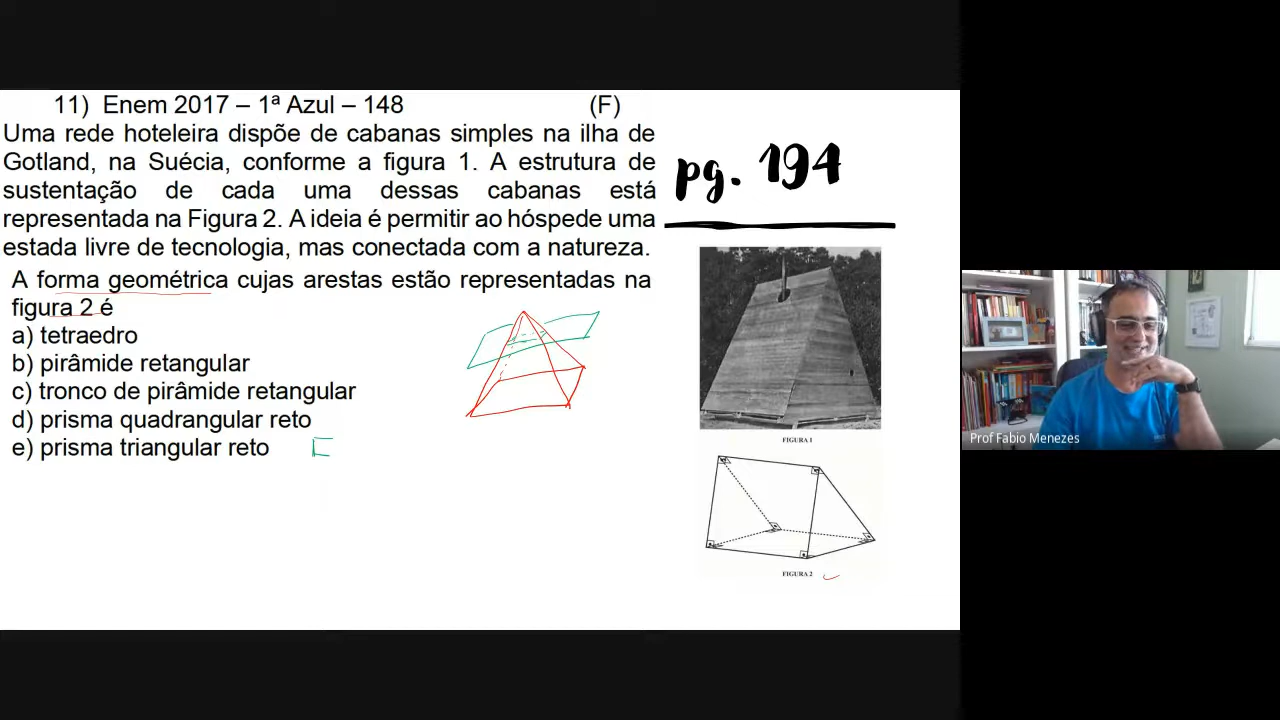 11) Enem 2017 – 1ª Azul – 148 (F)
Uma rede hoteleira dispõe de cabanas simples na ilha de
Gotland, na Suécia, conforme a figura 1. A estrutura de
sustentação de cada uma dessas cabanas está
representada na Figura 2. A ideia é permitir ao hóspede uma
estada livre de tecnologia, mas conectada com a natureza.
A forma geométrica cujas arestas estão representadas na
figura 2 é
a) tetraedro
b) pirâmide retangular
c) tronco de pirâmide retangular
d) prisma quadrangular reto
e) prisma triangular reto
pg. 194
FIGURA 1
FIGURA 2
Prof Fabio Menezes